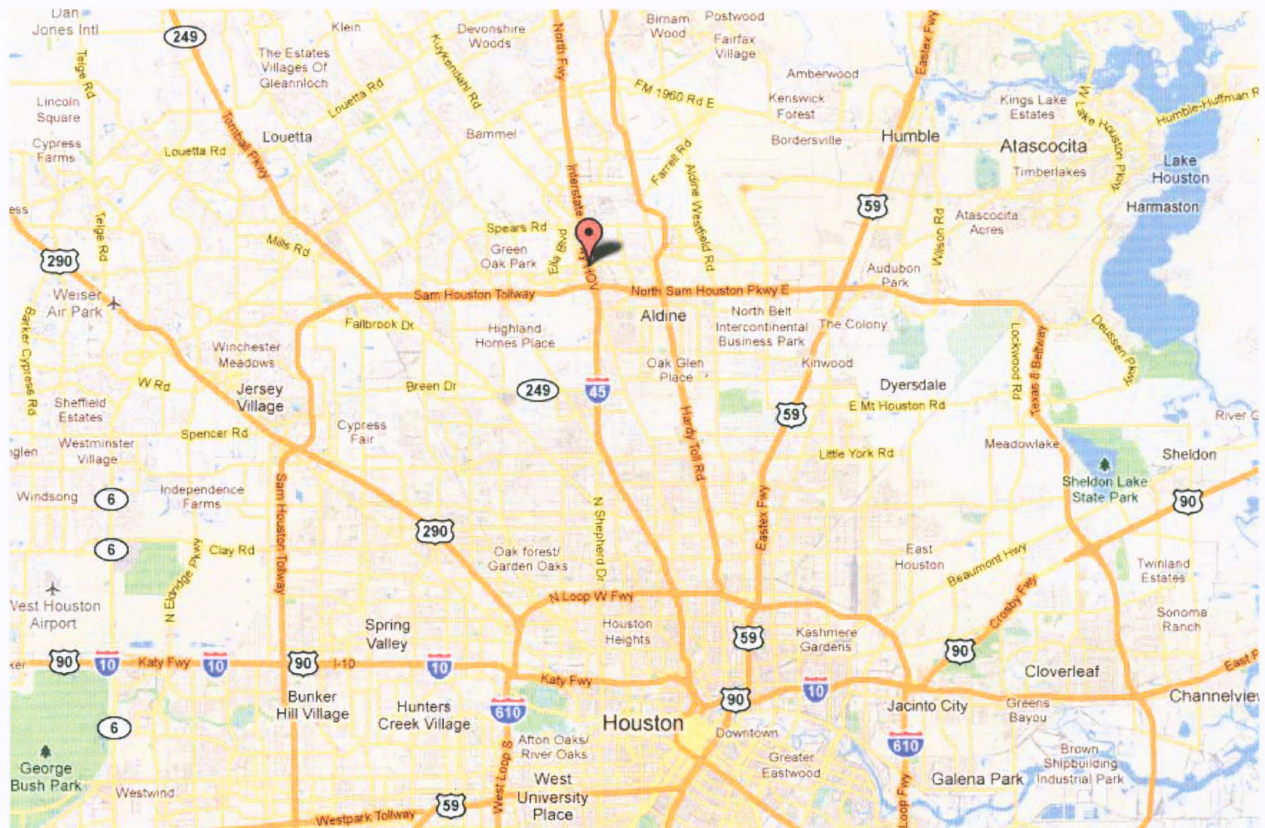 Dan
Jones Intl
249
Klein
Devonshire
Woods
North Fwy
Birnam
Wood
Postwood
Fairfax
Village
Eastex Fwy
The Estates
Villages Of
Gleannloch
Kuykendahl Rd
Amberwood
Teige Rd
Louetta Rd
FM 1960 Rd E
Kenswick
Forest
Kings Lake
Estates
W Lake Houston Pkwy
Humble-Huffman R
Lincoln
Square
Tomball Pkwy
Louetta
Bammel
Bordersville
Humble
Atascocita
Cypress
Farms
Louetta Rd
Farrell Rd
Timberlakes
Lake
Houston
Interstate
Aldine Westfield Rd
59
Harmaston
ess
Teige Rd
Spears Rd
Ella Blvd
wy HOV
Wilson Rd
Atascocita
Acres
290
Mills Rd
Green
Oak Park
Audubon
Park
Weiser
Air Park
Sam Houston Tollway
North Sam Houston Pkwy E
Barker Cypress Rd
Fallbrook Dr
Highland
Homes Place
Aldine
North Belt
Intercontinental
Business Park
The Colony
Lockwood Rd
Deussen Pkwy
Winchester
Meadows
Oak Glen
Place
Kinwood
Texas 8 Beltway
W Rd
Jersey
Village
Breen Dr
249
45
Dyersdale
Sheffield
Estates
59
E Mt Houston Rd
River C
Spencer Rd
Cypress
Fair
Hardy Toll Rd
Meadowlake
nglen
Westminster
Village
Little York Rd
Sheldon
Windsong
6
Independence
Farms
Sam Houston Tollway
N Shepherd Dr
Eastex Fwy
Sheldon Lake
State Park
90
290
6
Clay Rd
Oak forest/
Garden Oaks
East
Houston
Beaumont Hwy
Twinland
Estates
N Eldridge Pkwy
West Houston
Airport
N Loop W Fwy
Crosby Fwy
Sonoma
Ranch
Spring
Valley
Houston
Heights
59
Kashmere
Gardens
90
ker
90
10
Katy Fwy
10
90
I-10
10
Katy Fwy
Cloverleaf
East F
90
10
Bunker
Hill Village
Hunters
Creek Village
610
Houston
Jacinto City
Greens
Bayou
Channelview
6
Downtown
Afton Oaks/
River Oaks
Greater
Eastwood
610
Brown
Shipbuilding
Industrial Park
George
Bush Park
West Loop S
West
University
Place
Galena Park
Loop Fwy
Westwind
59
Westpark Tollway